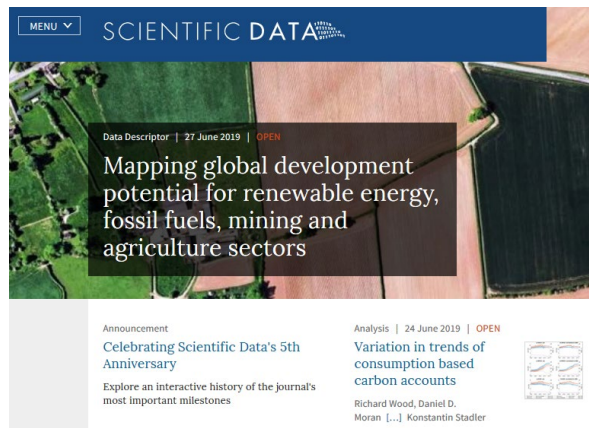 MENU
SCIENTIFIC DATA
Data Descriptor | 27 June 2019 | OPEN
Mapping global development
potential for renewable energy,
fossil fuels, mining and
agriculture sectors
Announcement
Celebrating Scientific Data's 5th
Anniversary
Explore an interactive history of the journal's
most important milestones
Analysis | 24 June 2019 | OPEN
Variation in trends of
consumption based
carbon accounts
Richard Wood, Daniel D.
Moran [...] Konstantin Stadler